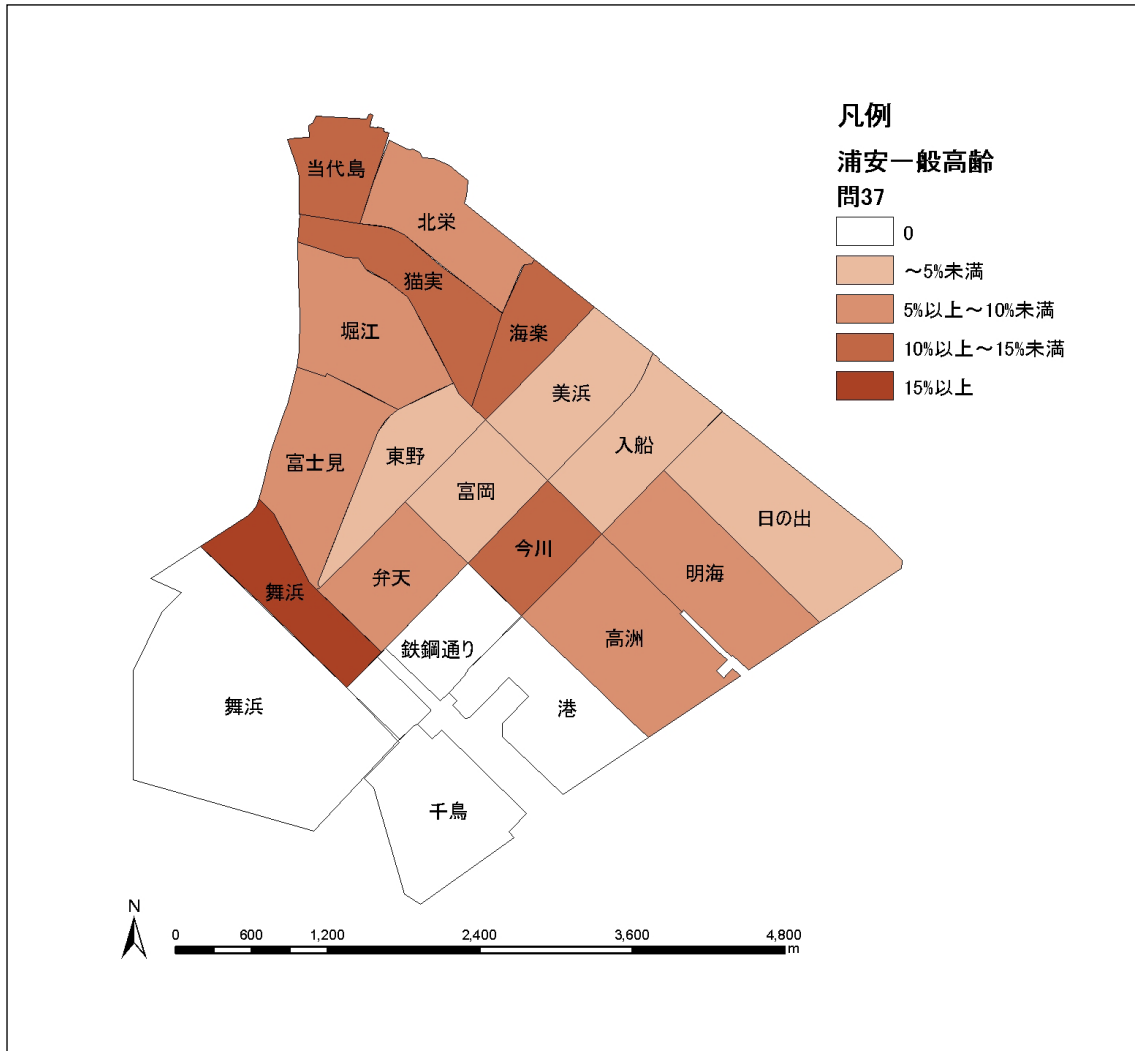 凡例
浦安一般高齢
問37
0
～5%未満
5%以上～10%未満
10%以上～15%未満
15%以上
当代島
北栄
猫実
海楽
堀江
美浜
入船
東野
富士見
富岡
日の出
今川
明海
弁天
舞浜
高洲
鉄鋼通り
舞浜
港
千鳥
N
0 600 1,200 2,400 3,600 4,800
m